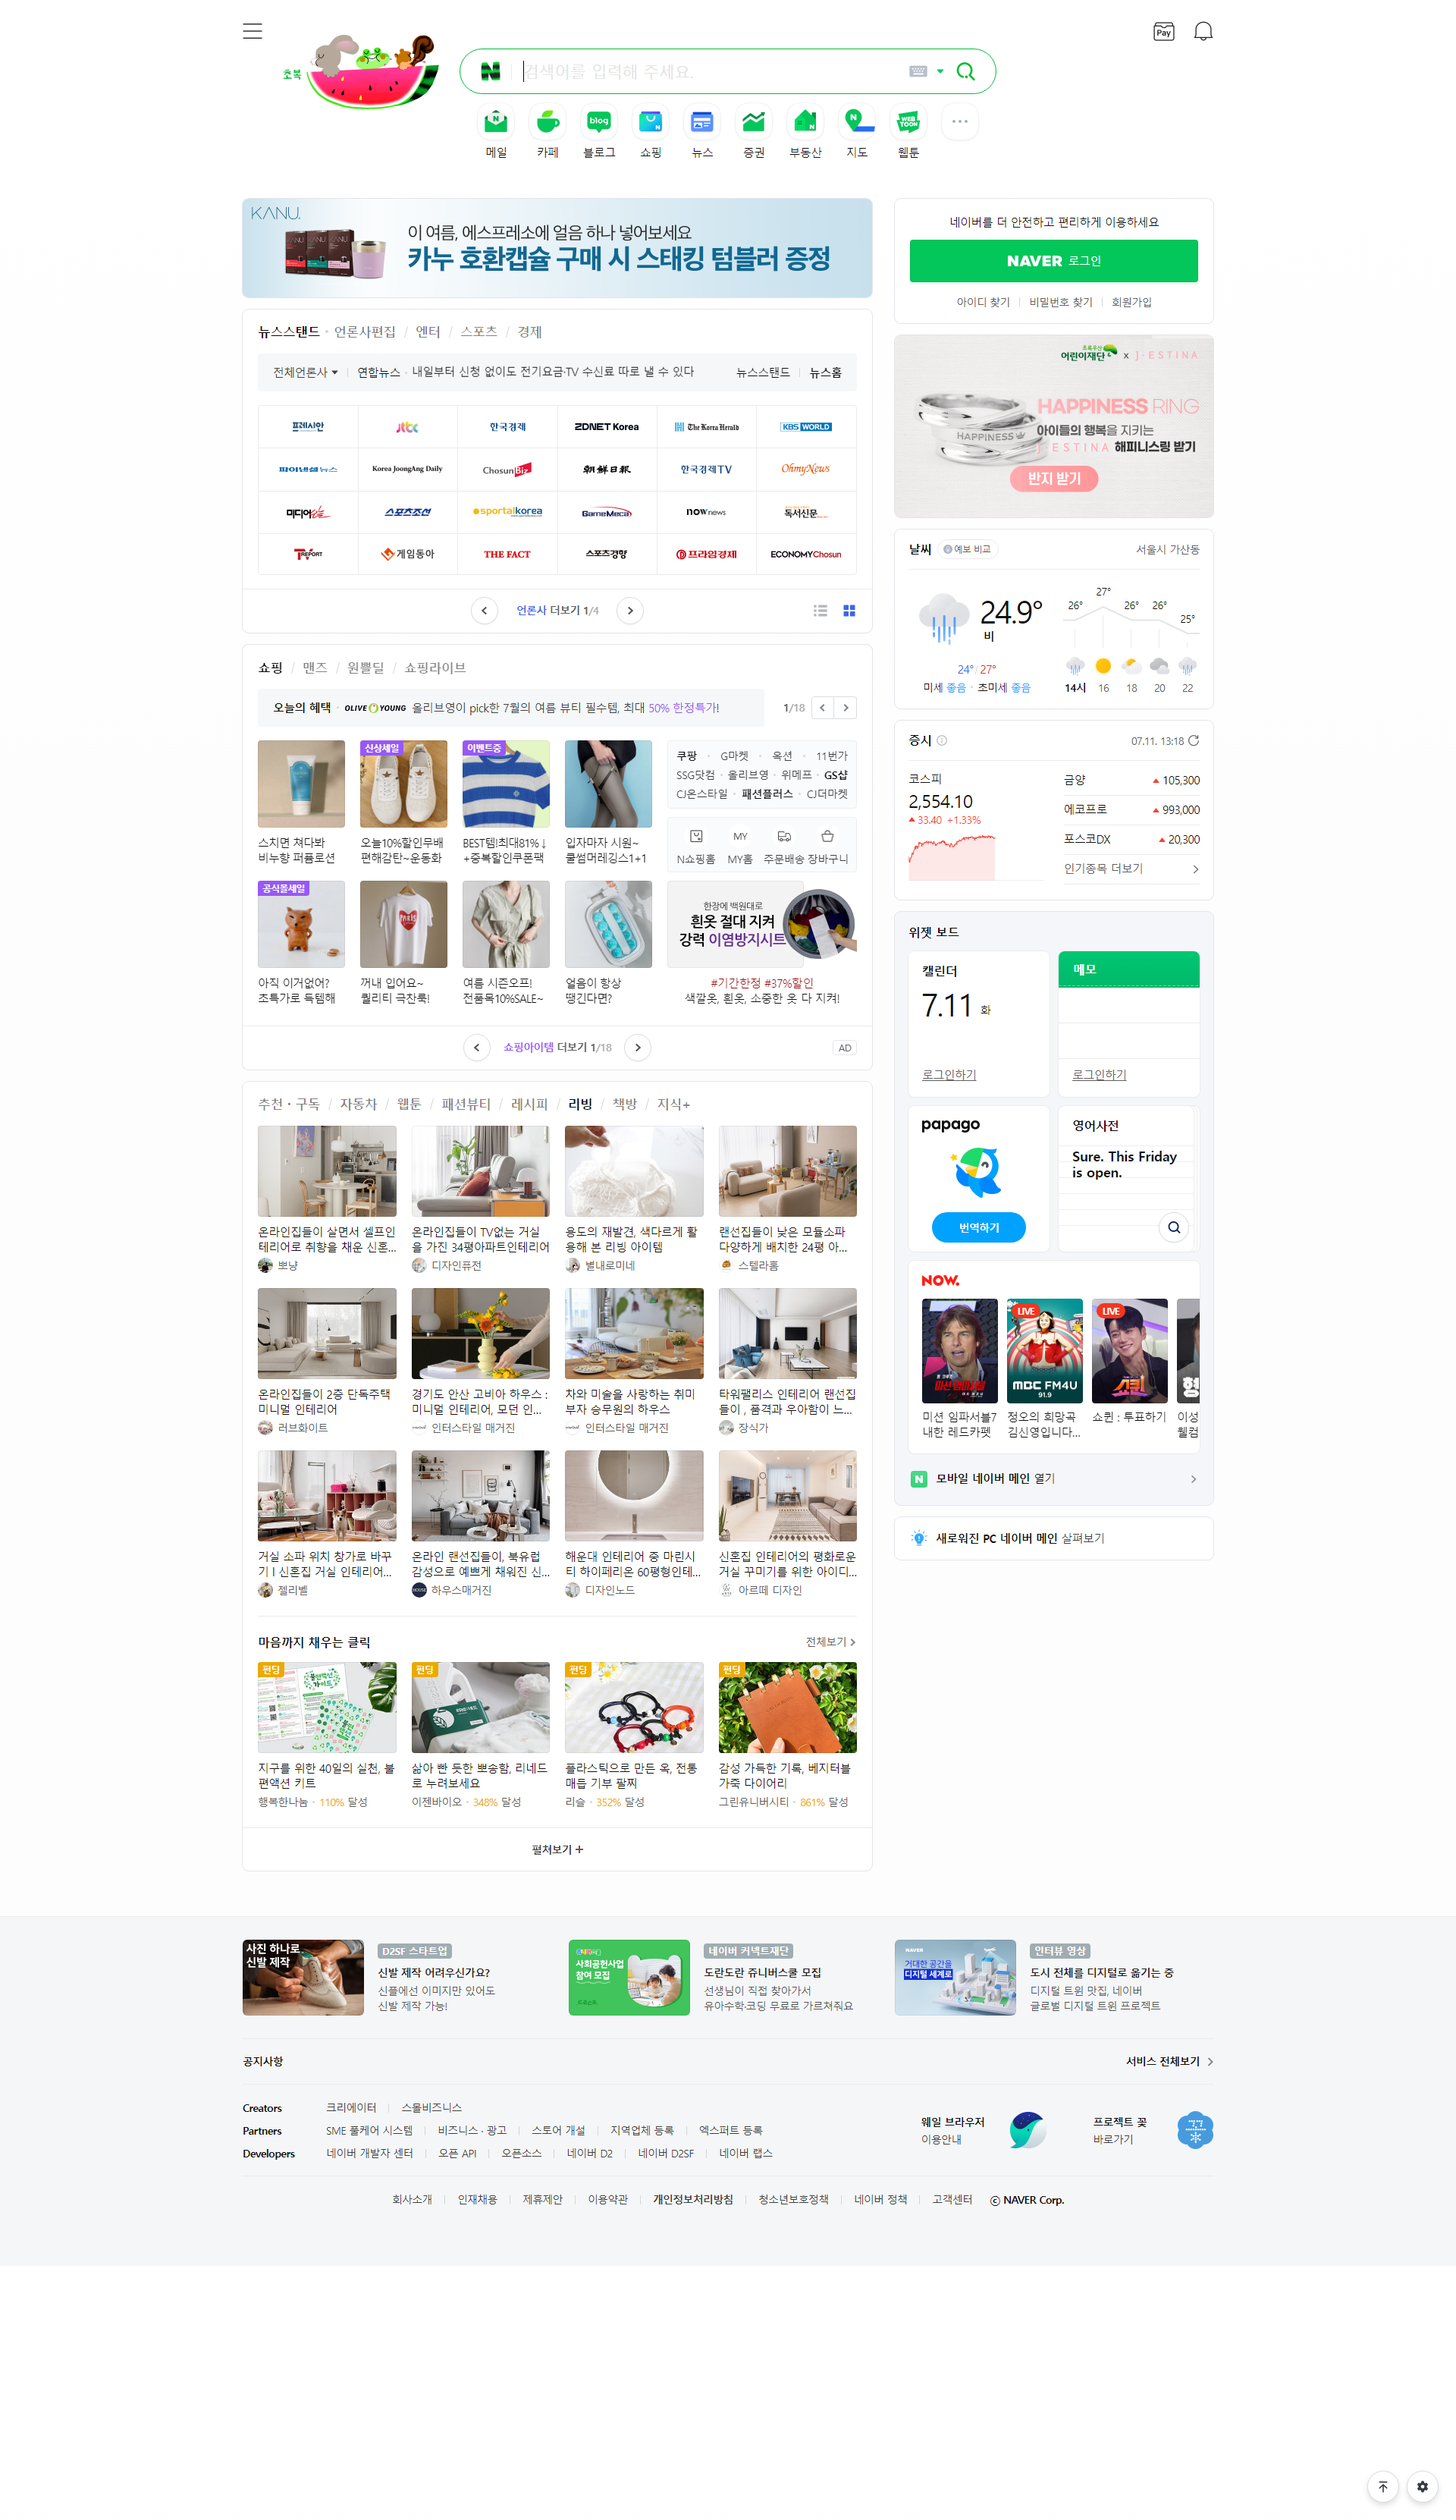 Pay
초복
검색어를 입력해 주세요.
메일
카페
blog
블로그
쇼핑
뉴스
증권
부동산
지도
WEB TOON
웹툰
KANU.
이 여름, 에스프레소에 얼음 하나 넣어보세요
카누 호환캡슐 구매 시 스태킹 텀블러 증정
네이버를 더 안전하고 편리하게 이용하세요
NAVER 로그인
아이디 찾기
비밀번호 찾기
회원가입
뉴스스탠드 · 언론사편집 / 엔터 / 스포츠 / 경제
전체언론사
연합뉴스 · 내일부터 신청 없이도 전기요금·TV 수신료 따로 낼 수 있다
뉴스스탠드
뉴스홈
프레시안
jtbc
한국경제
ZDNET Korea
The Korea Herald
KBS WORLD
파이낸셜뉴스
Korea JoongAng Daily
ChosunBiz
朝鮮日報
한국경제TV
OhmyNews
미디어오늘
스포츠조선
sportalkorea
GameMeca
nownews
독서신문
TVREPORT
게임동아
THE FACT
스포츠경향
프라임경제
ECONOMYChosun
언론사 더보기 1/4
어린이재단 x J·ESTINA
HAPPINESS
HAPPINESS RING
아이들의 행복을 지키는
J·ESTINA 해피니스링 받기
반지 받기
날씨
예보 비교
서울시 가산동
24.9°
비
24° / 27°
미세 좋음 · 초미세 좋음
26°
27°
26°
26°
25°
14시
16
18
20
22
쇼핑 / 맨즈 / 원쁠딜 / 쇼핑라이브
오늘의 혜택 · OLIVE YOUNG 올리브영이 pick한 7월의 여름 뷰티 필수템, 최대 50% 한정특가!
1/18
신상세일
이벤트중
스치면 쳐다봐
비누향 퍼퓸로션
오늘10%할인무배
편해감탄~운동화
BEST템!최대81%↓
+중복할인쿠폰팩
입자마자 시원~
쿨썸머레깅스1+1
쿠팡 · G마켓 · 옥션 · 11번가
SSG닷컴 · 올리브영 · 위메프 · GS샵
CJ온스타일 · 패션플러스 · CJ더마켓
MY
N쇼핑홈
MY홈
주문배송
장바구니
공식몰세일
아직 이거없어?
초특가로 득템해
꺼내 입어요~
퀄리티 극찬룩!
여름 시즌오프!
전품목10%SALE~
얼음이 항상
땡긴다면?
한장에 백원대로
흰옷 절대 지켜
강력 이염방지시트
#기간한정 #37%할인
색깔옷, 흰옷, 소중한 옷 다 지켜!
쇼핑아이템 더보기 1/18
AD
증시
07.11. 13:18
코스피
2,554.10
33.40 +1.33%
금양
105,300
에코프로
993,000
포스코DX
20,300
인기종목 더보기
위젯 보드
캘린더
7.11 화
로그인하기
메모
로그인하기
papago
번역하기
영어사전
Sure. This Friday
is open.
NOW.
LIVE
LIVE
MBC FM4U
91.9
쇼퀸
미션 임파서블7
내한 레드카펫
정오의 희망곡
김신영입니다...
쇼퀸 : 투표하기
이성
웰컴
모바일 네이버 메인 열기
새로워진 PC 네이버 메인 살펴보기
추천 · 구독 / 자동차 / 웹툰 / 패션뷰티 / 레시피 / 리빙 / 책방 / 지식+
온라인집들이 살면서 셀프인
테리어로 취향을 채운 신혼...
뽀냥
온라인집들이 TV없는 거실
을 가진 34평아파트인테리어
디자인퓨전
용도의 재발견, 색다르게 활
용해 본 리빙 아이템
별내로미네
랜선집들이 낮은 모듈소파
다양하게 배치한 24평 아...
스텔라홈
온라인집들이 2층 단독주택
미니멀 인테리어
러브화이트
경기도 안산 고비아 하우스 :
미니멀 인테리어, 모던 인...
인터스타일 매거진
차와 미술을 사랑하는 취미
부자 승무원의 하우스
인터스타일 매거진
타워팰리스 인테리어 랜선집
들이 , 품격과 우아함이 느...
장식가
거실 소파 위치 창가로 바꾸
기 I 신혼집 거실 인테리어...
젤리벨
온라인 랜선집들이, 북유럽
감성으로 예쁘게 채워진 신...
하우스매거진
해운대 인테리어 중 마린시
티 하이페리온 60평형인테...
디자인노드
신혼집 인테리어의 평화로운
거실 꾸미기를 위한 아이디...
아르떼 디자인
마음까지 채우는 클릭
전체보기
펀딩
펀딩
펀딩
펀딩
지구를 위한 40일의 실천, 불
편액션 키트
행복한나눔 · 110% 달성
삶아 빤 듯한 뽀송함, 리네드
로 누려보세요
이젠바이오 · 348% 달성
플라스틱으로 만든 옥, 전통
매듭 기부 팔찌
리슬 · 352% 달성
감성 가득한 기록, 베지터블
가죽 다이어리
그린유니버시티 · 861% 달성
펼쳐보기 +
사진 하나로
신발 제작
D2SF 스타트업
신발 제작 어려우신가요?
신플에선 이미지만 있어도
신발 제작 가능!
사회공헌사업
참여 모집
네이버 커넥트재단
도란도란 쥬니버스쿨 모집
선생님이 직접 찾아가서
유아수학·코딩 무료로 가르쳐줘요
NAVER
거대한 공간을
디지털 세계로
인터뷰 영상
도시 전체를 디지털로 옮기는 중
디지털 트윈 맛집, 네이버
글로벌 디지털 트윈 프로젝트
공지사항
서비스 전체보기
Creators
크리에이터
스몰비즈니스
Partners
SME 풀케어 시스템
비즈니스 · 광고
스토어 개설
지역업체 등록
엑스퍼트 등록
Developers
네이버 개발자 센터
오픈 API
오픈소스
네이버 D2
네이버 D2SF
네이버 랩스
웨일 브라우저
이용안내
프로젝트 꽃
바로가기
회사소개
인재채용
제휴제안
이용약관
개인정보처리방침
청소년보호정책
네이버 정책
고객센터
ⓒ NAVER Corp.